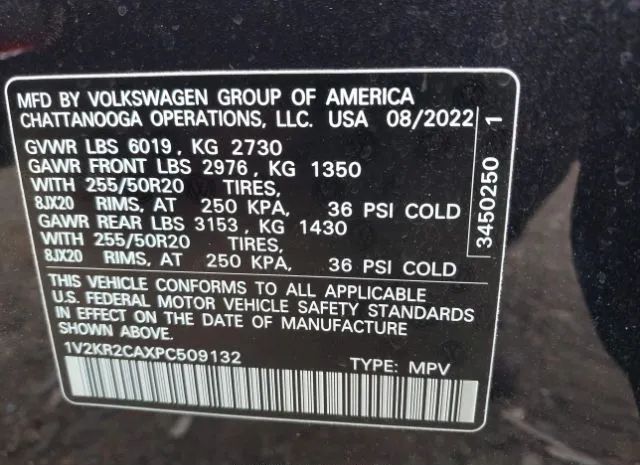 MFD BY VOLKSWAGEN GROUP OF AMERICA
CHATTANOOGA OPERATIONS, LLC. USA 08/2022
GVWR LBS 6019, KG 2730
GAWR FRONT LBS 2976, KG 1350
WITH 255/50R20 TIRES,
8JX20 RIMS, AT 250 KPA, 36 PSI COLD
GAWR REAR LBS 3153, KG 1430
WITH 255/50R20 TIRES,
8JX20 RIMS, AT 250 KPA, 36 PSI COLD
THIS VEHICLE CONFORMS TO ALL APPLICABLE
U.S. FEDERAL MOTOR VEHICLE SAFETY STANDARDS
IN EFFECT ON THE DATE OF MANUFACTURE
SHOWN ABOVE.
1V2KR2CAXPC509132 TYPE: MPV
3450250 1